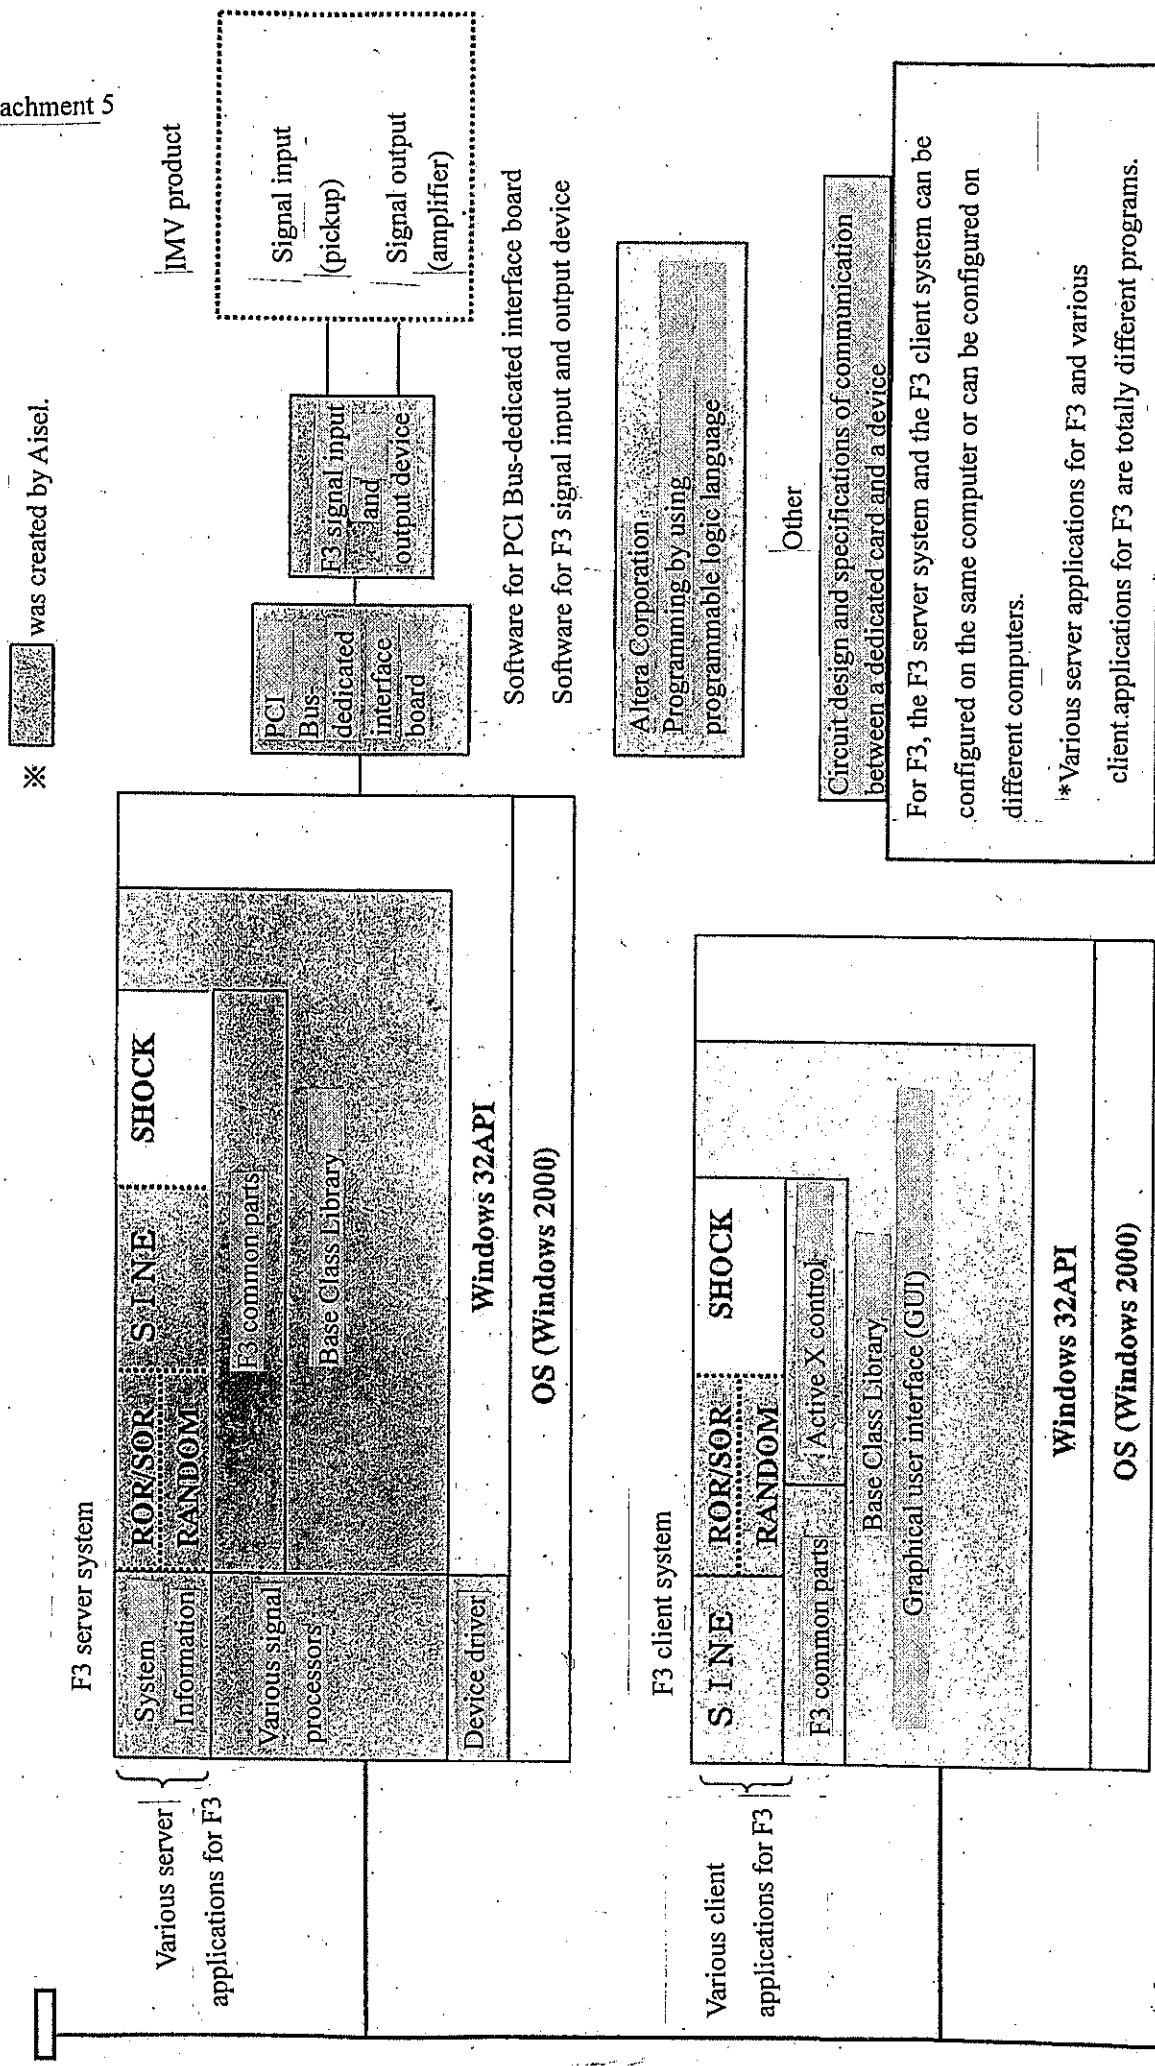 achment 5
※ was created by Aisel.
F3 server system
Various server
applications for F3
System
Information
ROR/SOR
RANDOM
S I N E
SHOCK
Various signal
processors
F3 common parts
Base Class Library
Device driver
Windows 32API
OS (Windows 2000)
PCI
Bus-
dedicated
interface
board
F3 signal input
and
output device
IMV product
Signal input
(pickup)
Signal output
(amplifier)
Software for PCI Bus-dedicated interface board
Software for F3 signal input and output device
Altera Corporation
Programming by using
programmable logic language
Other
Circuit design and specifications of communication
between a dedicated card and a device
F3 client system
Various client
applications for F3
S I N E
ROR/SOR
RANDOM
SHOCK
F3 common parts
Active X control
Base Class Library
Graphical user interface (GUI)
Windows 32API
OS (Windows 2000)
For F3, the F3 server system and the F3 client system can be
configured on the same computer or can be configured on
different computers.
*Various server applications for F3 and various
client applications for F3 are totally different programs.